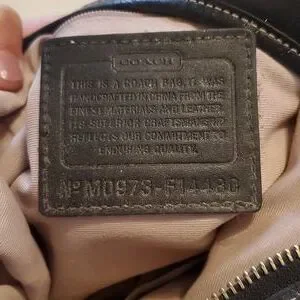 COACH
THIS IS A COACH BAG. IT WAS
HANDCRAFTED IN CHINA FROM THE
FINEST MATERIALS AND LEATHER.
ITS SUPERIOR CRAFTSMANSHIP
REFLECTS OUR COMMITMENT TO
ENDURING QUALITY.
Nº M0973-F14480